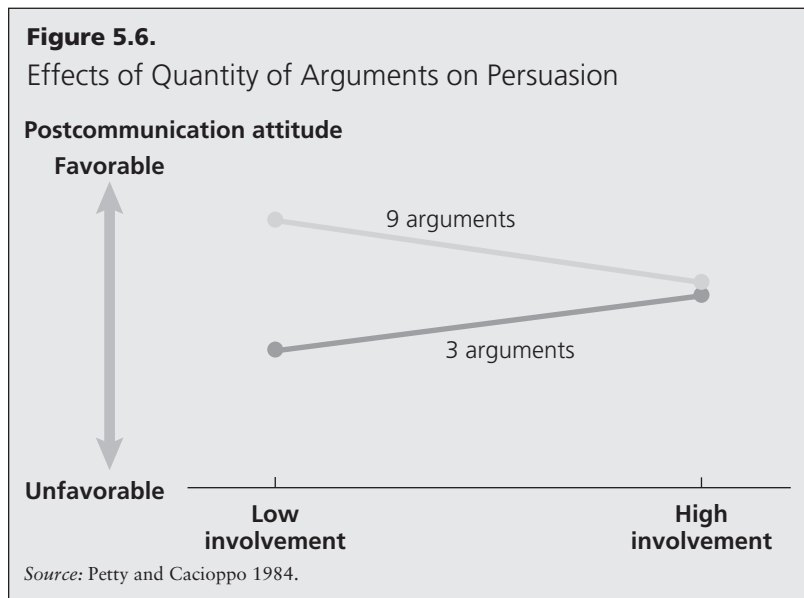 Figure 5.6.
Effects of Quantity of Arguments on Persuasion
Postcommunication attitude
Favorable
9 arguments
3 arguments
Unfavorable
Low
involvement
High
involvement
Source: Petty and Cacioppo 1984.